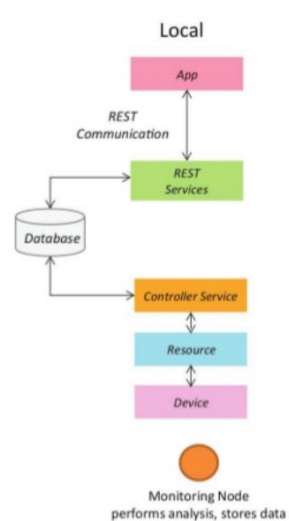 Local
App
REST
Communication
REST
Services
Database
Controller Service
Resource
Device
Monitoring Node
performs analysis, stores data